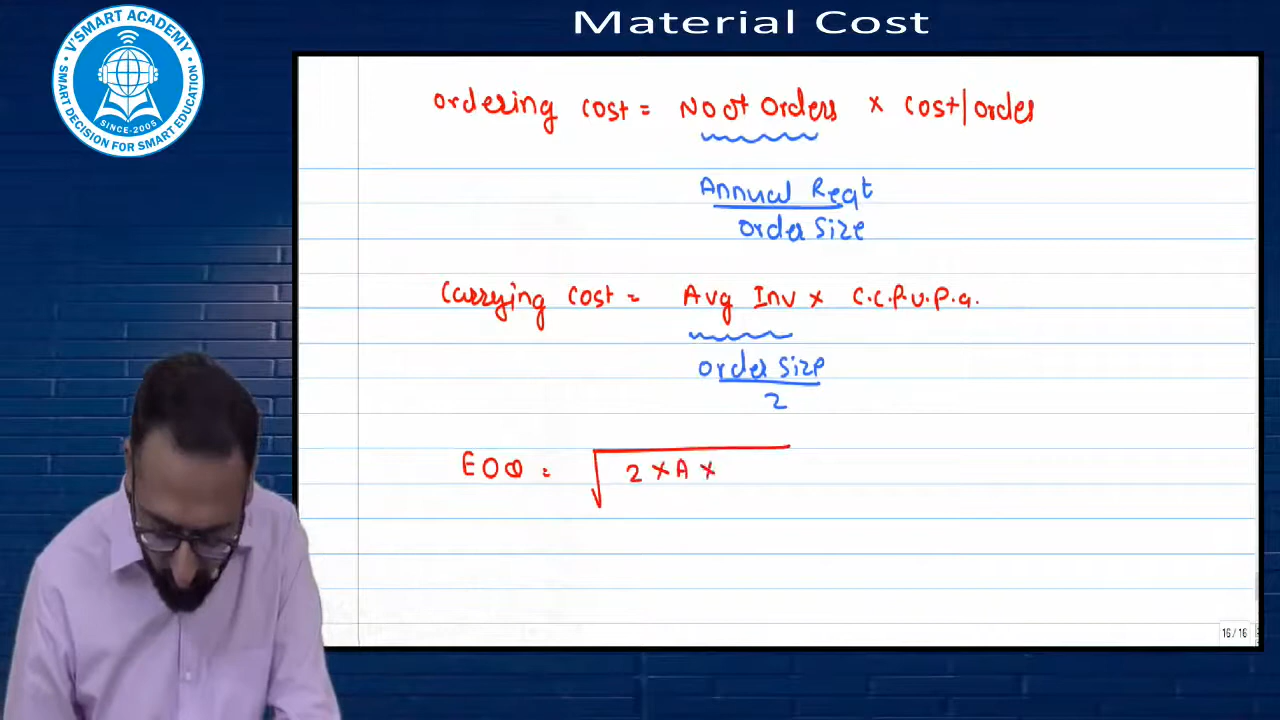 Material Cost
V'SMART ACADEMY
SINCE-2005
SMART DECISION FOR SMART EDUCATION
Ordering Cost = No of Orders × Cost/Order
Annual Reqt
Order Size
Carrying Cost = Avg Inv × C.C.P.U.P.a.
Order Size
2
EOQ = √ 2 × A ×
16/16